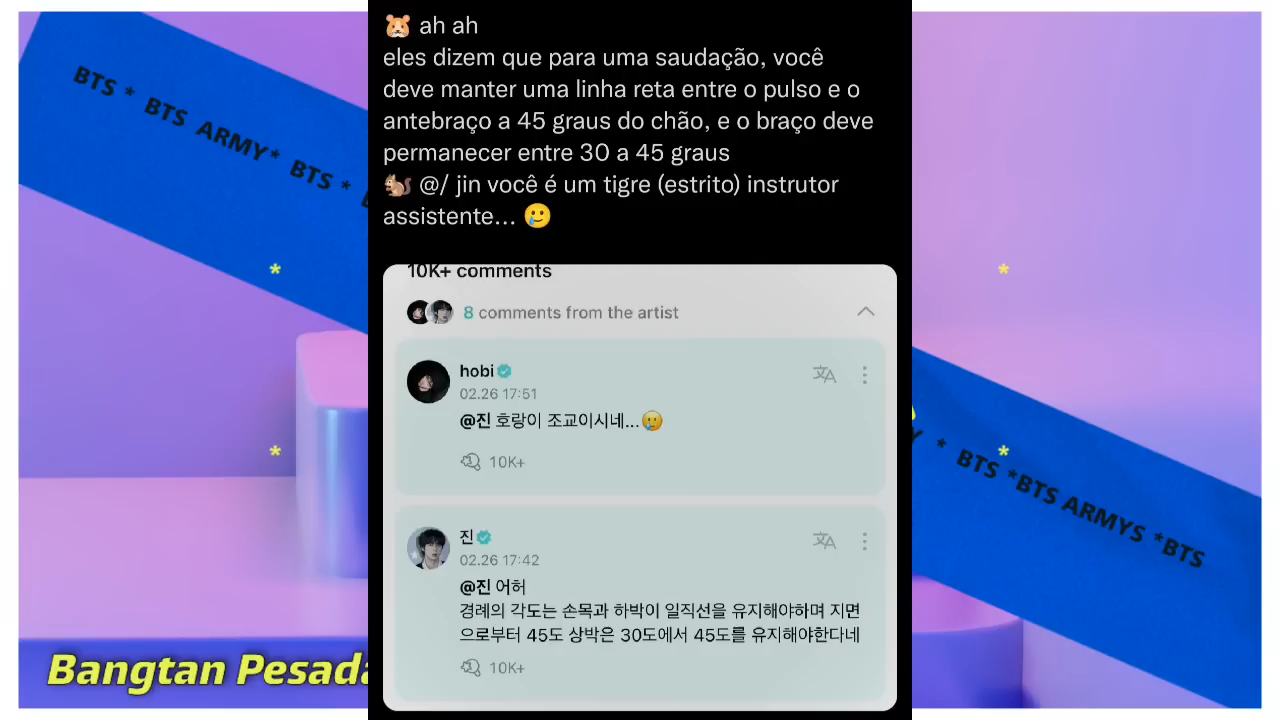 BTS * BTS ARMY* BTS *
🐹 ah ah
eles dizem que para uma saudação, você
deve manter uma linha reta entre o pulso e o
antebraço a 45 graus do chão, e o braço deve
permanecer entre 30 a 45 graus
🐿️ @/ jin você é um tigre (estrito) instrutor
assistente... 🥲
10K+ comments
8 comments from the artist
hobi
02.26 17:51
@진 호랑이 조교이시네...🥲
10K+
진
02.26 17:42
@진 어허
경례의 각도는 손목과 하박이 일직선을 유지해야하며 지면
으로부터 45도 상박은 30도에서 45도를 유지해야한다네
10K+
* BTS *BTS ARMYS *BTS
Bangtan Pesada